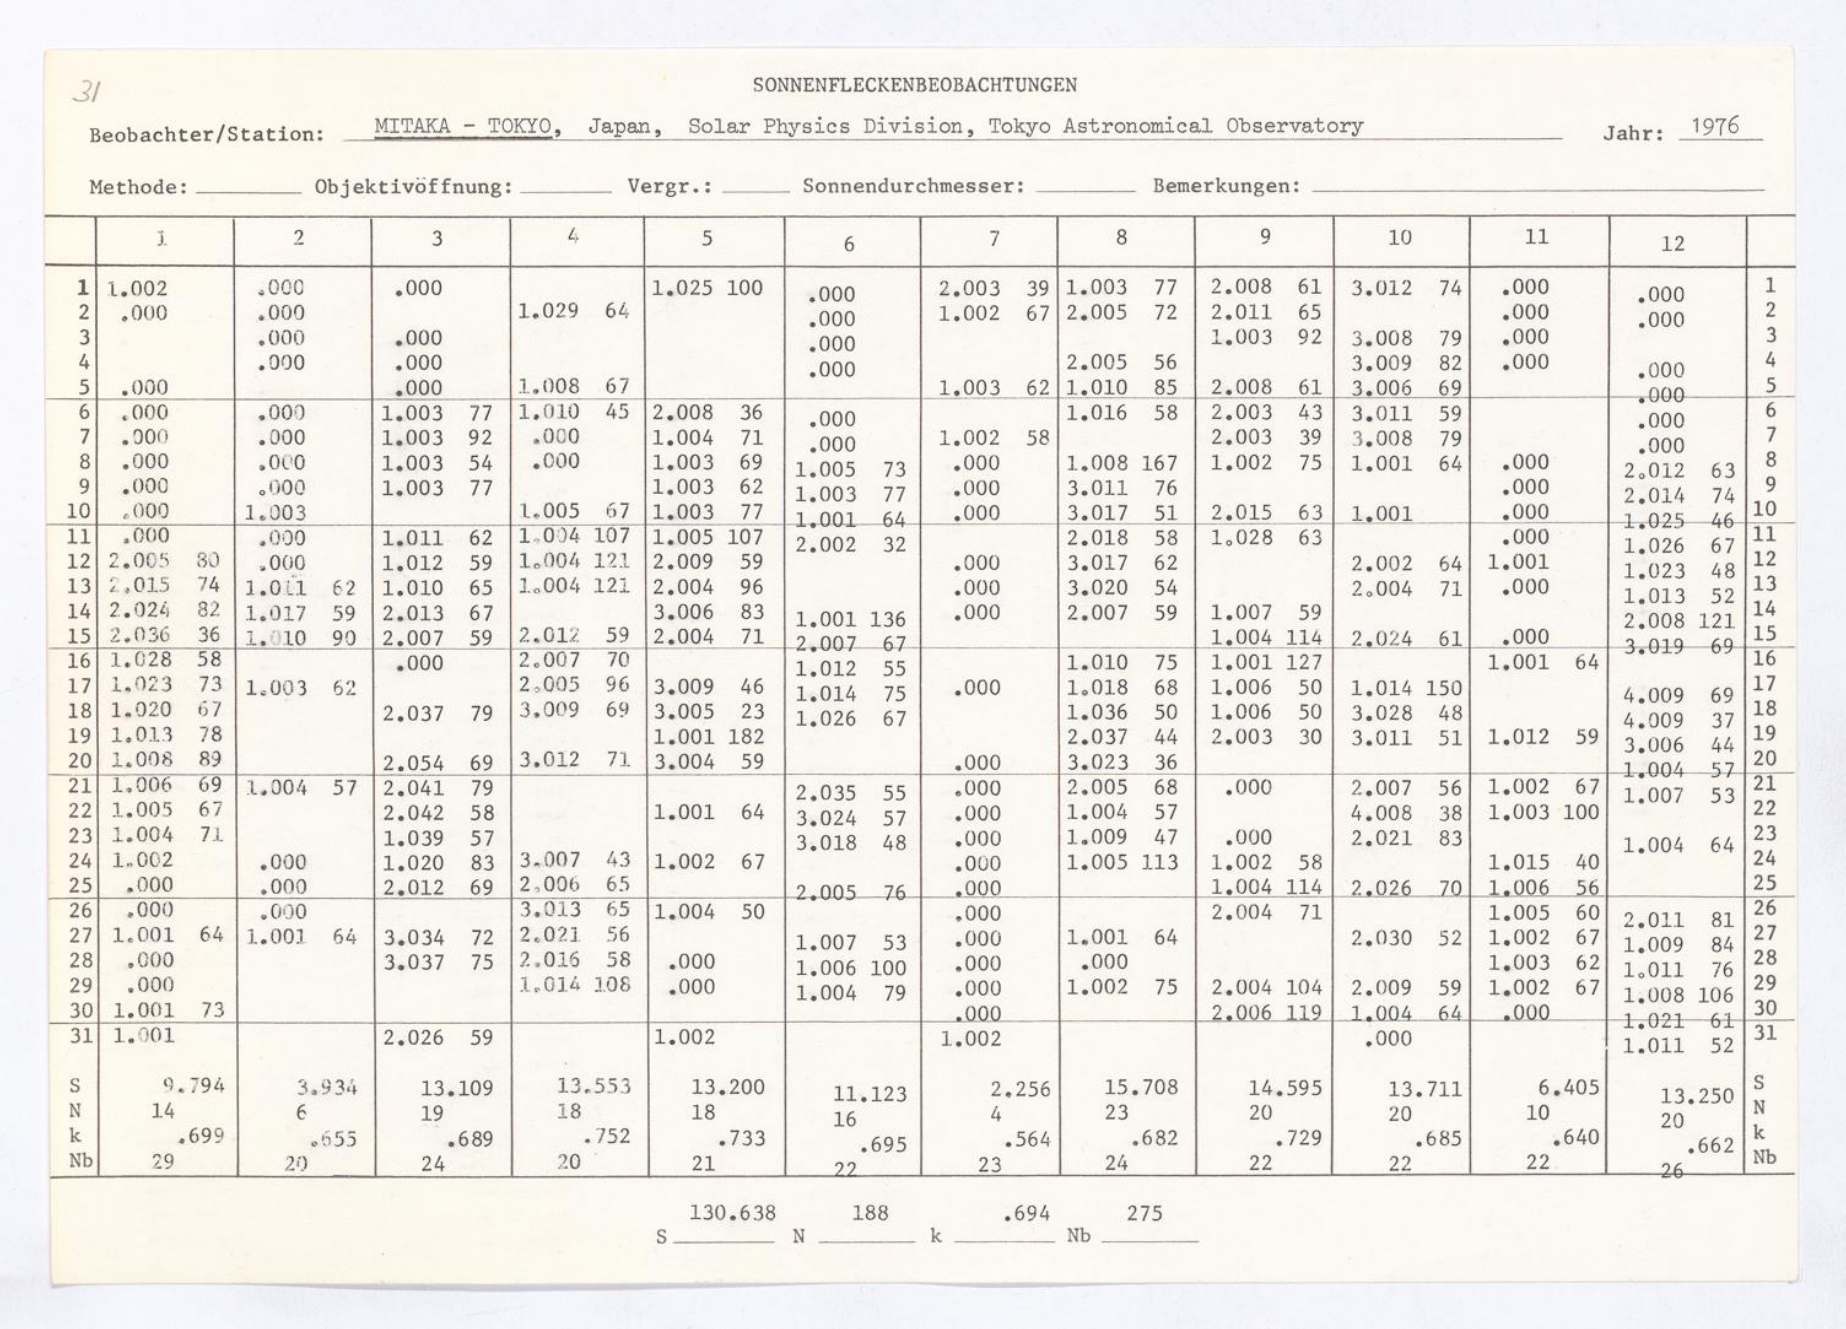 31
SONNENFLECKENBEOBACHTUNGEN
Beobachter/Station: MITAKA - TOKYO, Japan, Solar Physics Division, Tokyo Astronomical Observatory Jahr: 1976
Methode: Objektivöffnung: Vergr.: Sonnendurchmesser: Bemerkungen:
1 2 3 4 5 6 7 8 9 10 11 12
1 1.002 .000 .000 1.025 100 .000 2.003 39 1.003 77 2.008 61 3.012 74 .000 .000 1
2 .000 .000 1.029 64 .000 1.002 67 2.005 72 2.011 65 .000 .000 2
3 .000 .000 .000 1.003 92 3.008 79 .000 3
4 .000 .000 .000 2.005 56 3.009 82 .000 .000 4
5 .000 .000 1.008 67 1.003 62 1.010 85 2.008 61 3.006 69 .000 5
6 .000 .000 1.003 77 1.010 45 2.008 36 .000 1.016 58 2.003 43 3.011 59 .000 6
7 .000 .000 1.003 92 .000 1.004 71 .000 1.002 58 2.003 39 3.008 79 .000 7
8 .000 .000 1.003 54 .000 1.003 69 1.005 73 .000 1.008 167 1.002 75 1.001 64 .000 2.012 63 8
9 .000 .000 1.003 77 1.003 62 1.003 77 .000 3.011 76 .000 2.014 74 9
10 .000 1.003 1.005 67 1.003 77 1.001 64 .000 3.017 51 2.015 63 1.001 .000 1.025 46 10
11 .000 .000 1.011 62 1.004 107 1.005 107 2.002 32 2.018 58 1.028 63 .000 1.026 67 11
12 2.005 80 .000 1.012 59 1.004 121 2.009 59 .000 3.017 62 2.002 64 1.001 1.023 48 12
13 2.015 74 1.011 62 1.010 65 1.004 121 2.004 96 .000 3.020 54 2.004 71 .000 1.013 52 13
14 2.024 82 1.017 59 2.013 67 3.006 83 1.001 136 .000 2.007 59 1.007 59 2.008 121 14
15 2.036 36 1.010 90 2.007 59 2.012 59 2.004 71 2.007 67 1.004 114 2.024 61 .000 3.019 69 15
16 1.028 58 .000 2.007 70 1.012 55 1.010 75 1.001 127 1.001 64 16
17 1.023 73 1.003 62 2.005 96 3.009 46 1.014 75 .000 1.018 68 1.006 50 1.014 150 4.009 69 17
18 1.020 67 2.037 79 3.009 69 3.005 23 1.026 67 1.036 50 1.006 50 3.028 48 4.009 37 18
19 1.013 78 1.001 182 2.037 44 2.003 30 3.011 51 1.012 59 3.006 44 19
20 1.008 89 2.054 69 3.012 71 3.004 59 .000 3.023 36 1.004 57 20
21 1.006 69 1.004 57 2.041 79 2.035 55 .000 2.005 68 .000 2.007 56 1.002 67 1.007 53 21
22 1.005 67 2.042 58 1.001 64 3.024 57 .000 1.004 57 4.008 38 1.003 100 22
23 1.004 71 1.039 57 3.018 48 .000 1.009 47 .000 2.021 83 1.004 64 23
24 1.002 .000 1.020 83 3.007 43 1.002 67 .000 1.005 113 1.002 58 1.015 40 24
25 .000 .000 2.012 69 2.006 65 2.005 76 .000 1.004 114 2.026 70 1.006 56 25
26 .000 .000 3.013 65 1.004 50 .000 2.004 71 1.005 60 2.011 81 26
27 1.001 64 1.001 64 3.034 72 2.021 56 1.007 53 .000 1.001 64 2.030 52 1.002 67 1.009 84 27
28 .000 3.037 75 2.016 58 .000 1.006 100 .000 .000 1.003 62 1.011 76 28
29 .000 1.014 108 .000 1.004 79 .000 1.002 75 2.004 104 2.009 59 1.002 67 1.008 106 29
30 1.001 73 .000 2.006 119 1.004 64 .000 1.021 61 30
31 1.001 2.026 59 1.002 1.002 .000 1.011 52 31
S 9.794 3.934 13.109 13.553 13.200 11.123 2.256 15.708 14.595 13.711 6.405 13.250 S
N 14 6 19 18 18 16 4 23 20 20 10 20 N
k .699 .655 .689 .752 .733 .695 .564 .682 .729 .685 .640 .662 k
Nb 29 20 24 20 21 22 23 24 22 22 22 26 Nb
S 130.638 N 188 k .694 Nb 275